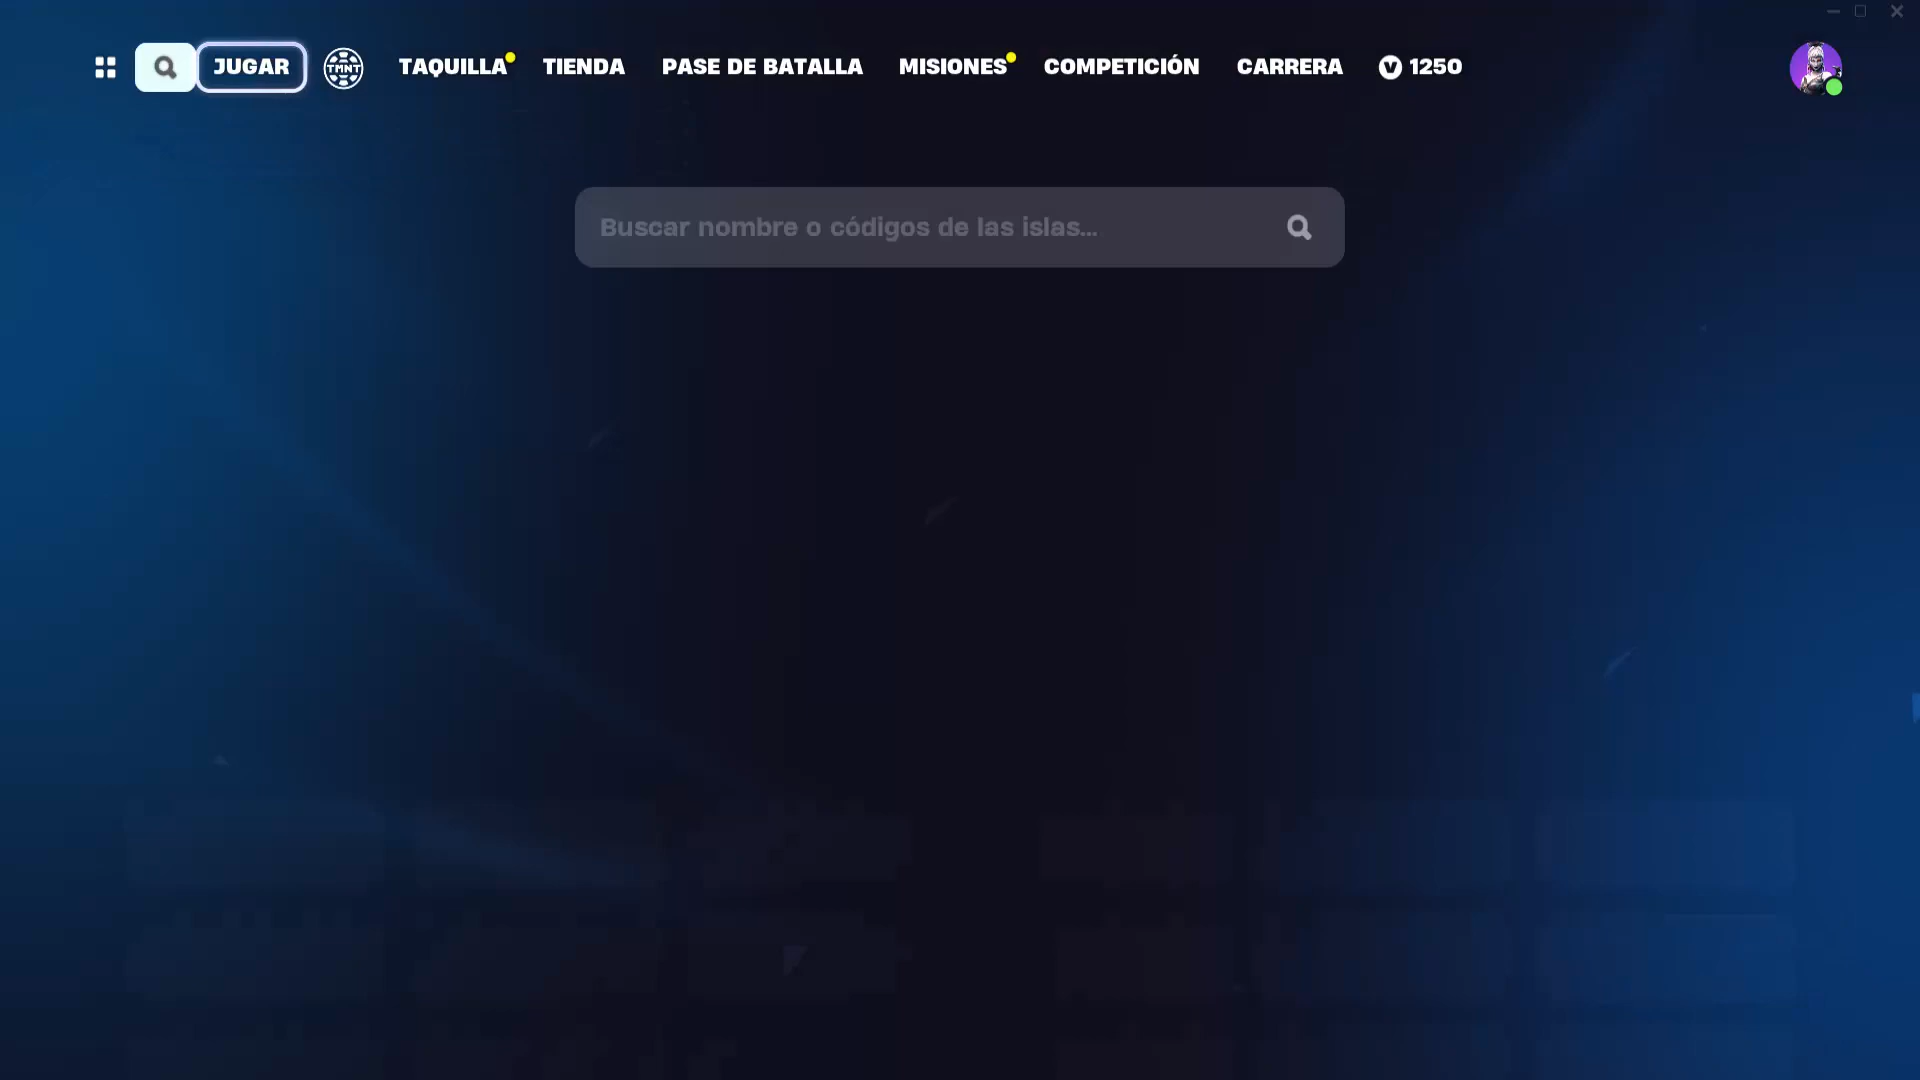 JUGAR
TMNT
TAQUILLA
TIENDA
PASE DE BATALLA
MISIONES
COMPETICIÓN
CARRERA
V 1250
Buscar nombre o códigos de las islas...